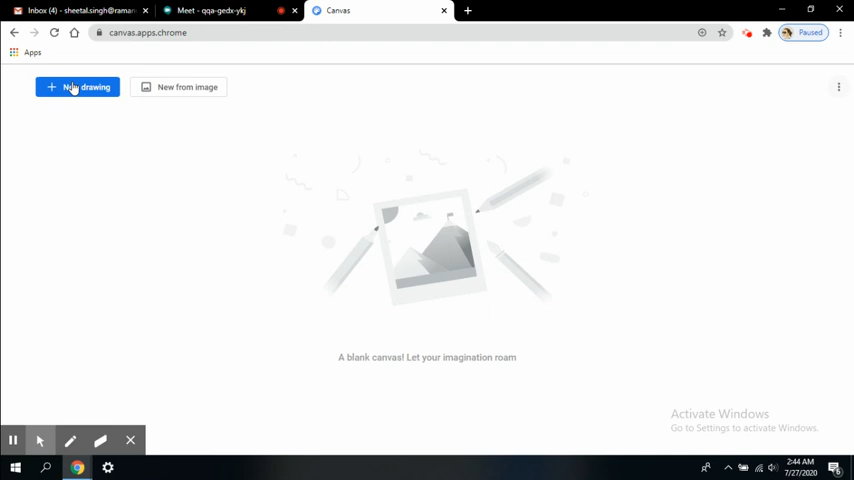 Inbox (4) - sheetal.singh@raman
Meet - qqa-gedx-ykj
Canvas
canvas.apps.chrome
Paused
Apps
New drawing
New from image
A blank canvas! Let your imagination roam
Activate Windows
Go to Settings to activate Windows.
2:44 AM
7/27/2020